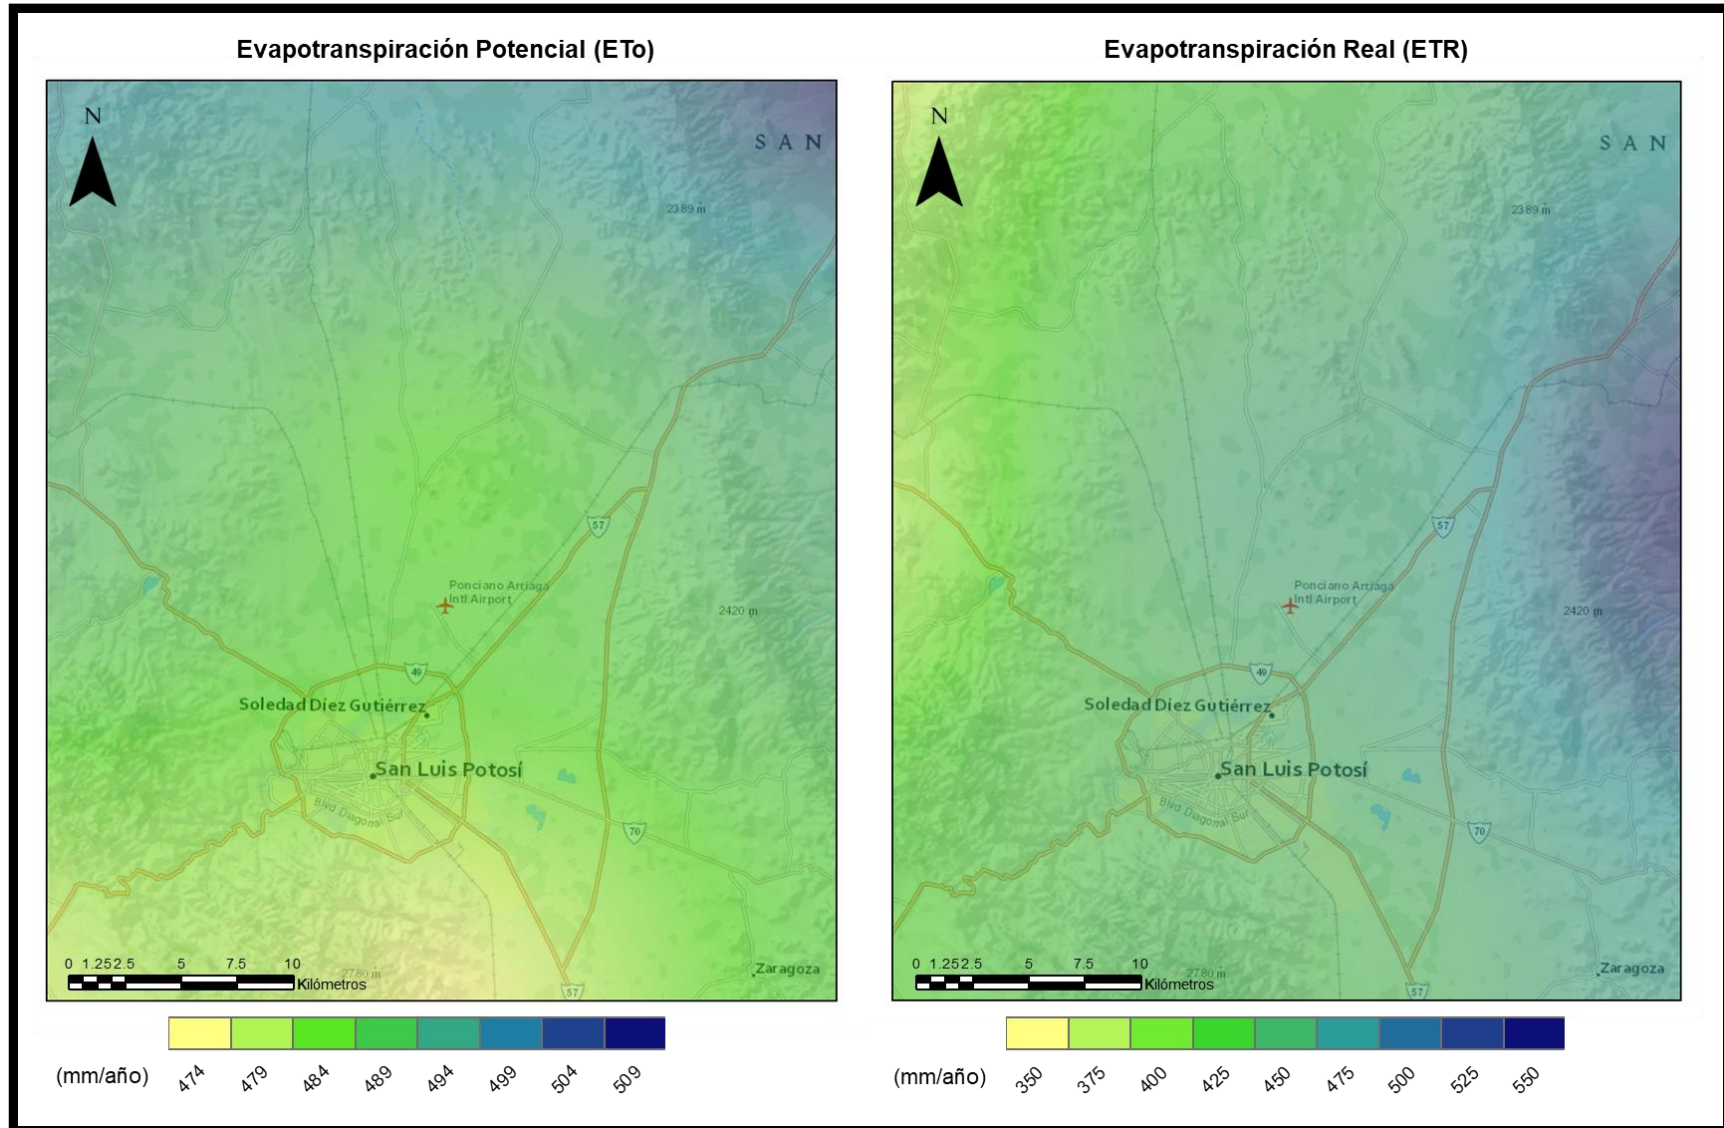 Evapotranspiración Potencial (ETo)
N
S A N
2389 m
57
Ponciano Arriaga
Intl Airport
2420 m
49
Soledad Díez Gutiérrez
San Luis Potosí
Blvd Diagonal Sur
70
0 1.25 2.5 5 7.5 10
Kilómetros
2780 m
Zaragoza
57
(mm/año) 474 479 484 489 494 499 504 509
Evapotranspiración Real (ETR)
N
S A N
2389 m
57
Ponciano Arriaga
Intl Airport
2420 m
49
Soledad Díez Gutiérrez
San Luis Potosí
Blvd Diagonal Sur
70
0 1.25 2.5 5 7.5 10
Kilómetros
2780 m
Zaragoza
57
(mm/año) 350 375 400 425 450 475 500 525 550